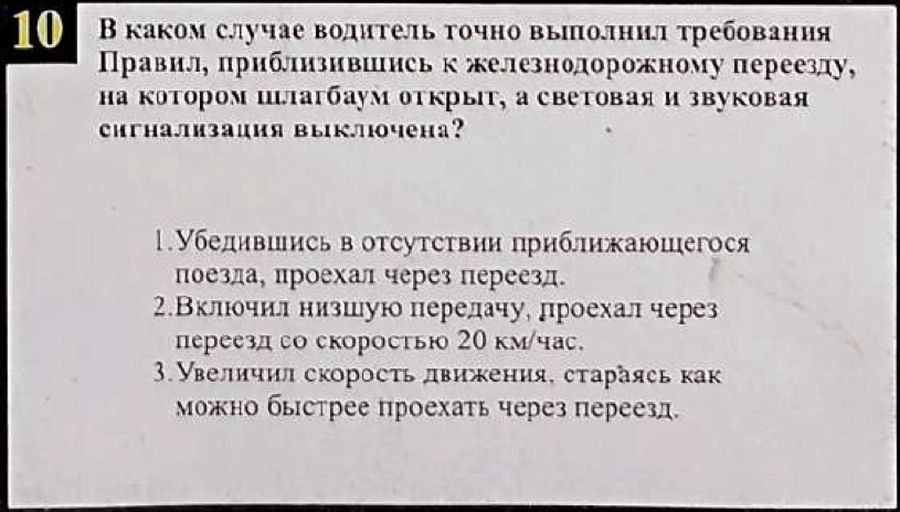 10
В каком случае водитель точно выполнил требования
Правил, приблизившись к железнодорожному переезду,
на котором шлагбаум открыт, а световая и звуковая
сигнализация выключена?
1.Убедившись в отсутствии приближающегося
поезда, проехал через переезд.
2.Включил низшую передачу, проехал через
переезд со скоростью 20 км/час.
3.Увеличил скорость движения, стараясь как
можно быстрее проехать через переезд.